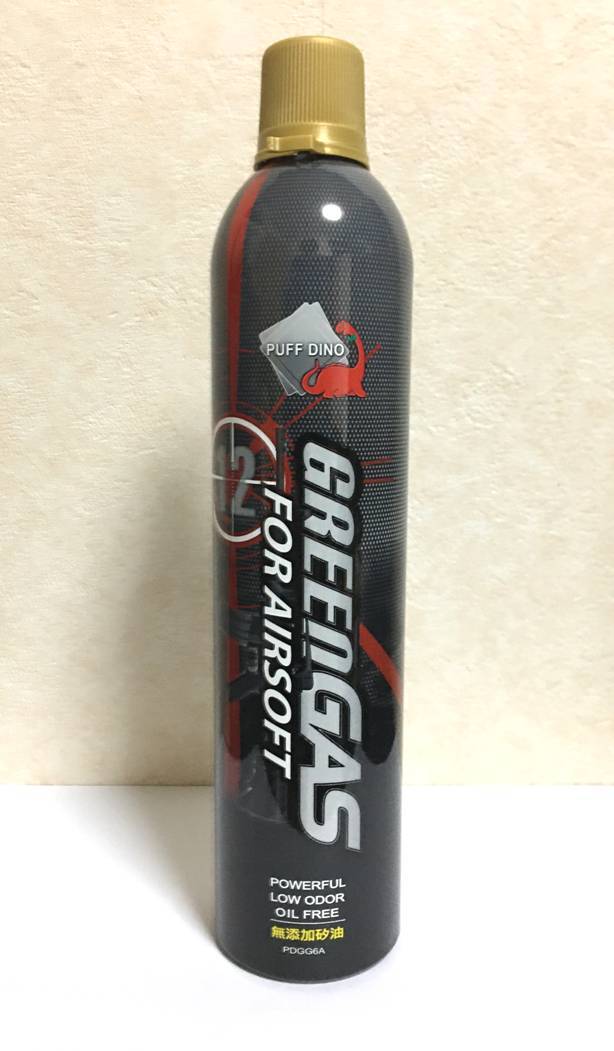 PUFF DINO
12
GREENGAS
FOR AIRSOFT
POWERFUL
LOW ODOR
OIL FREE
無添加矽油
PDGG6A